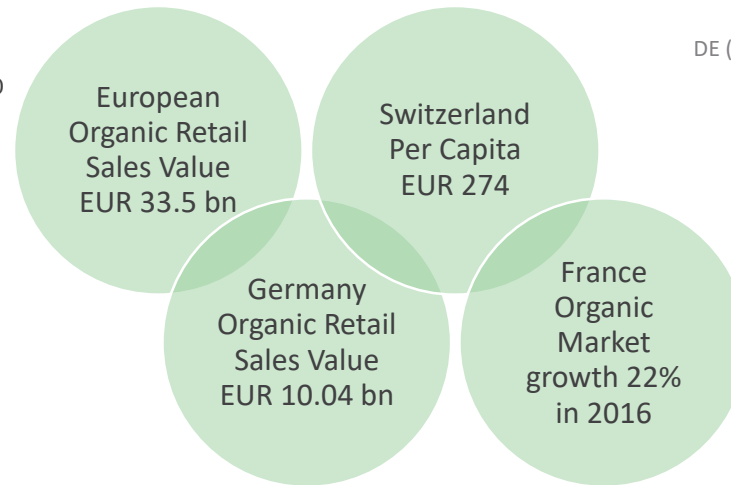 DE (
European
Organic Retail
Sales Value
EUR 33.5 bn
Switzerland
Per Capita
EUR 274
Germany
Organic Retail
Sales Value
EUR 10.04 bn
France
Organic
Market
growth 22%
in 2016